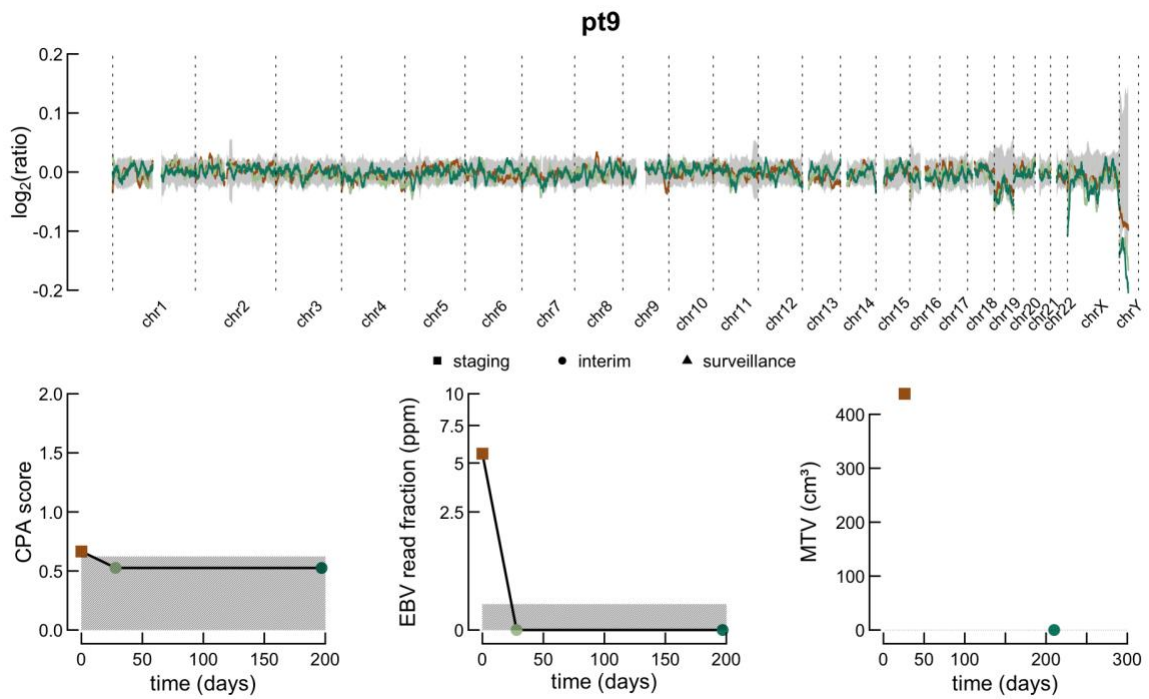 pt9
0.2
0.1
0.0
-0.1
-0.2
log2(ratio)
chr1 chr2 chr3 chr4 chr5 chr6 chr7 chr8 chr9 chr10 chr11 chr12 chr13 chr14 chr15 chr16 chr17 chr18 chr19 chr20 chr21 chr22 chrX chrY
staging interim surveillance
2.0
1.5
1.0
0.5
0.0
CPA score
0 50 100 150 200
time (days)
10
7.5
5
2.5
0
EBV read fraction (ppm)
0 50 100 150 200
time (days)
400
300
200
100
0
MTV (cm³)
0 50 100 200 300
time (days)